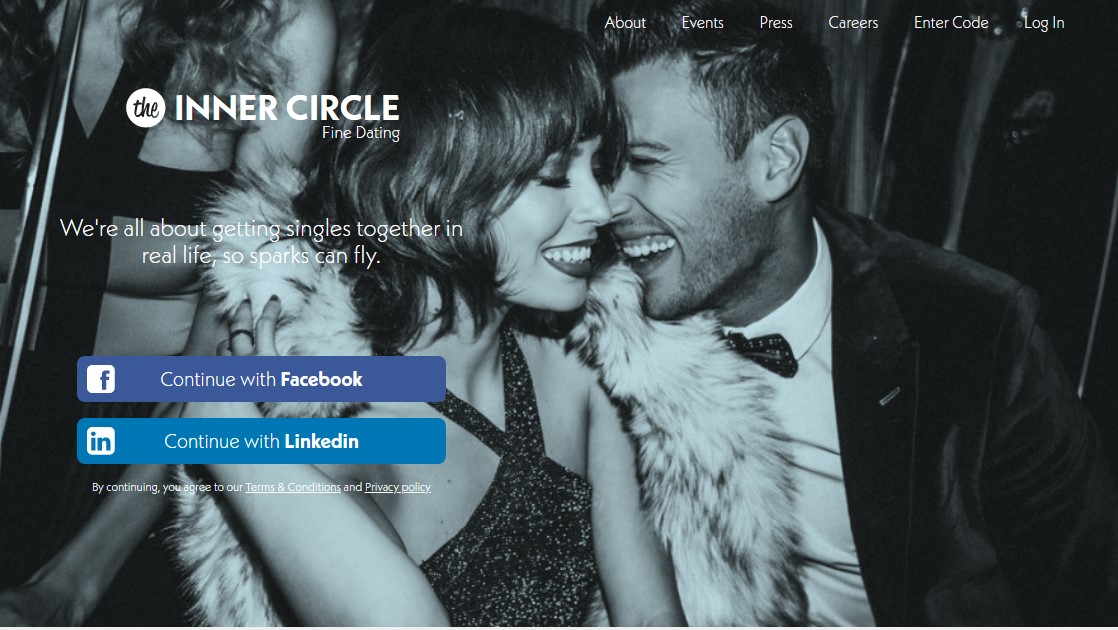 About Events Press Careers Enter Code Log In
the INNER CIRCLE
Fine Dating
We're all about getting singles together in
real life, so sparks can fly.
f Continue with Facebook
in Continue with Linkedin
By continuing, you agree to our Terms & Conditions and Privacy policy